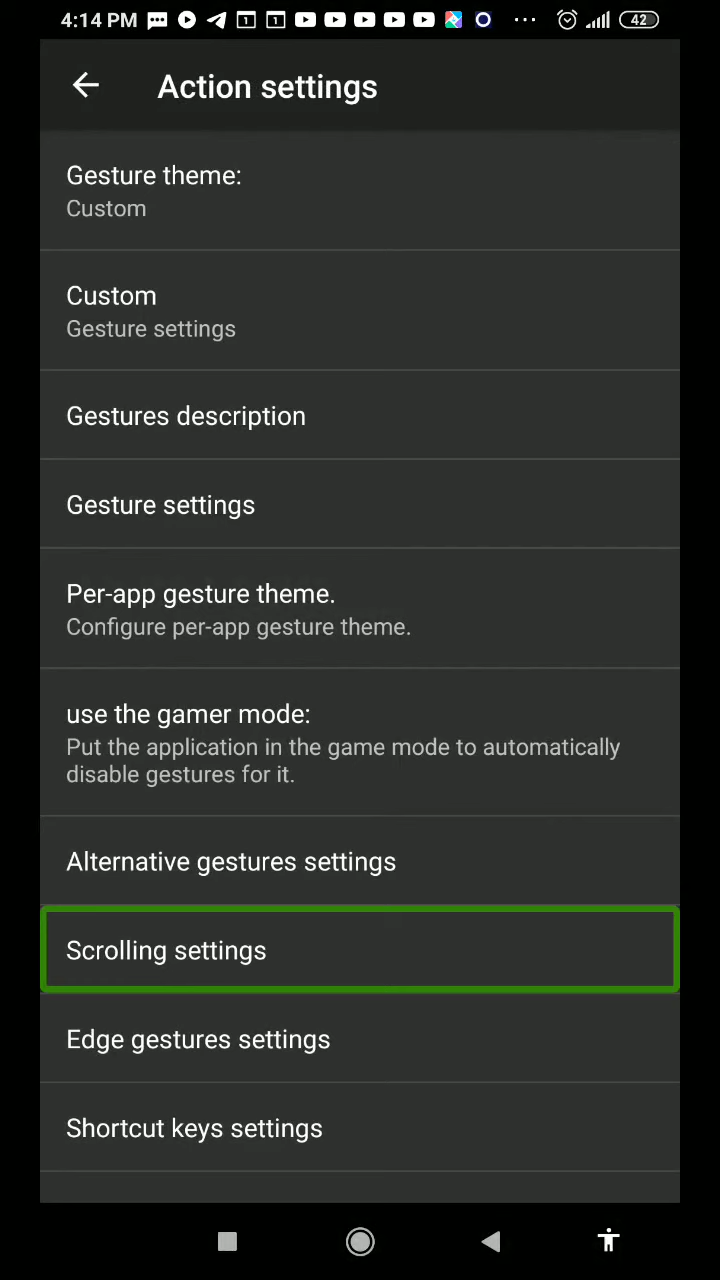 4:14 PM 1 1 42
Action settings
Gesture theme:
Custom
Custom
Gesture settings
Gestures description
Gesture settings
Per-app gesture theme.
Configure per-app gesture theme.
use the gamer mode:
Put the application in the game mode to automatically
disable gestures for it.
Alternative gestures settings
Scrolling settings
Edge gestures settings
Shortcut keys settings